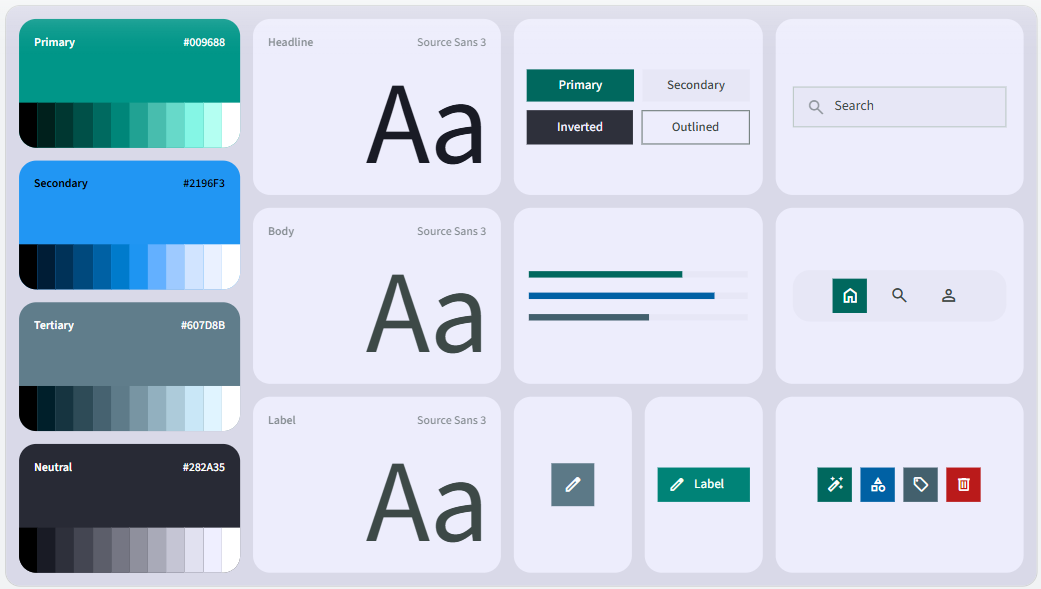 Primary #009688
Secondary #2196F3
Tertiary #607D8B
Neutral #282A35
Headline Source Sans 3
Aa
Body Source Sans 3
Aa
Label Source Sans 3
Aa
Primary Secondary
Inverted Outlined
Search
Label